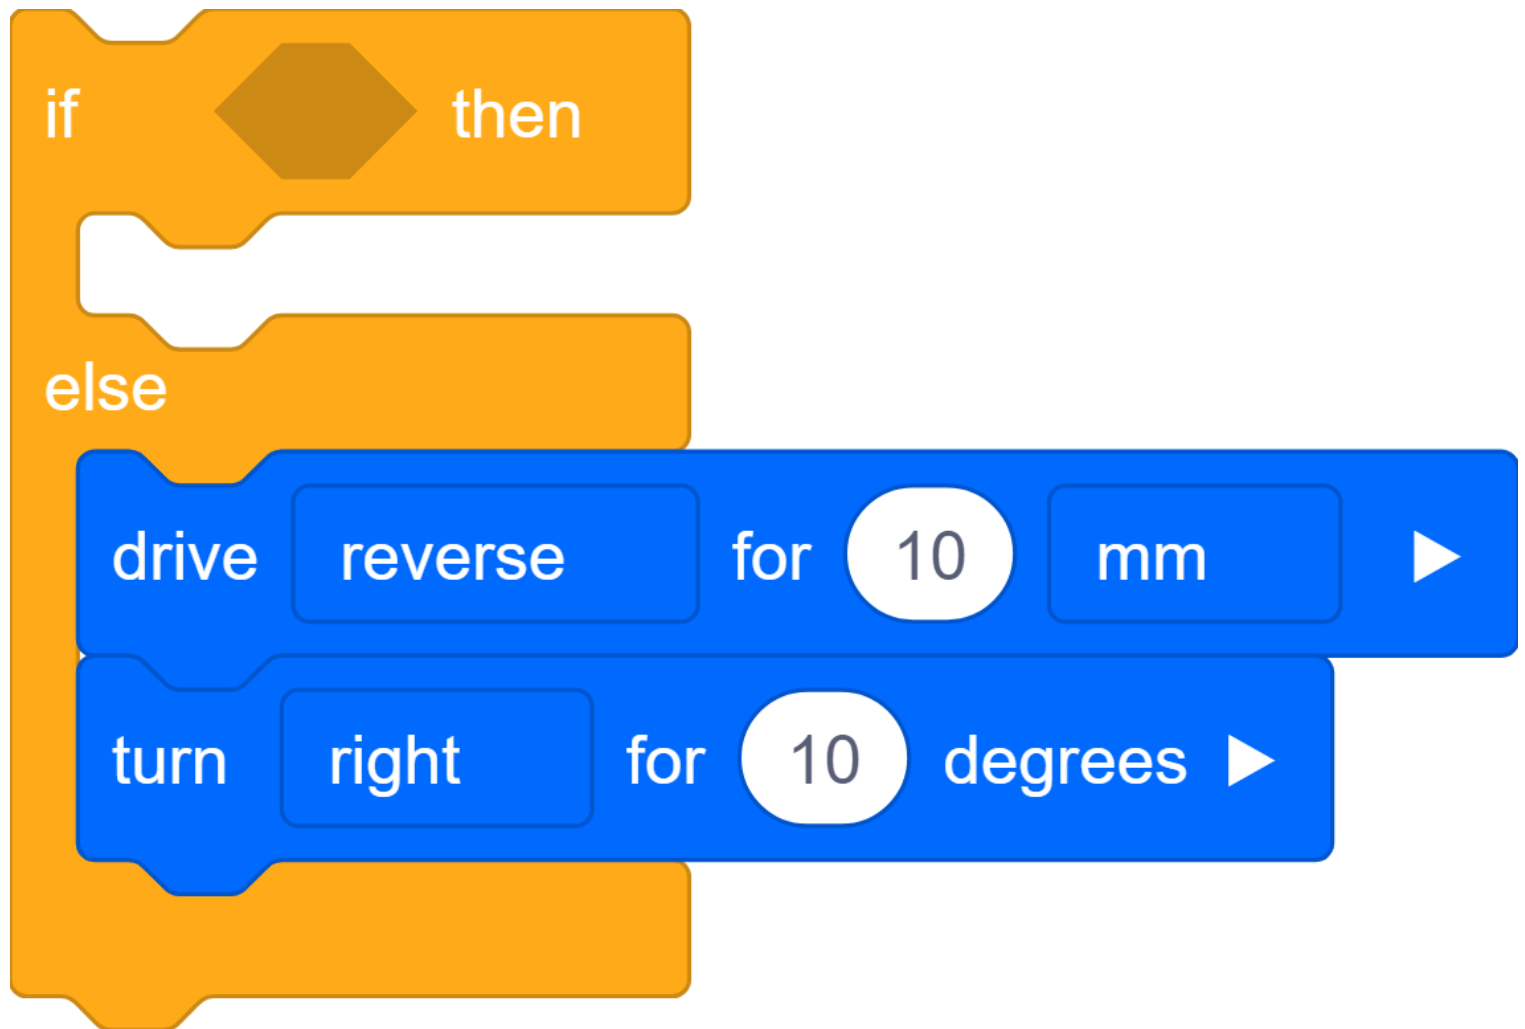 if then
else
drive reverse for 10 mm
turn right for 10 degrees